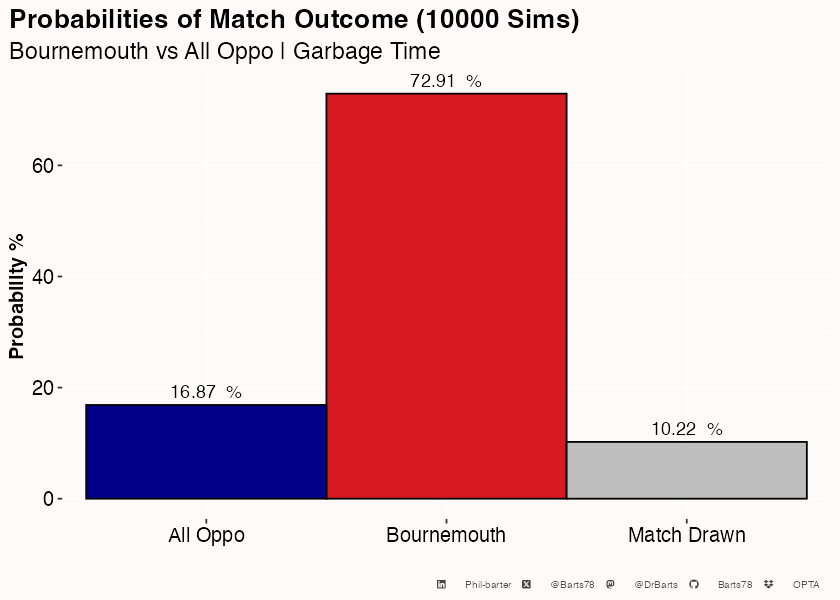 Probabilities of Match Outcome (10000 Sims)
Bournemouth vs All Oppo | Garbage Time
72.91 %
60
Probability %
40
20
16.87 %
10.22 %
0
All Oppo
Bournemouth
Match Drawn
Phil-barter @Barts78 @DrBarts Barts78 OPTA